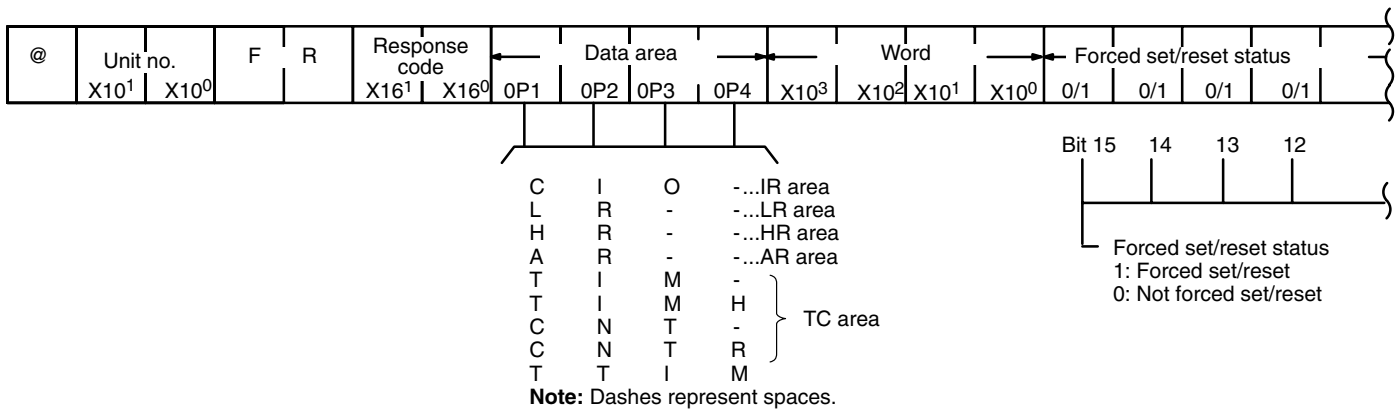 @ Unit no. F R Response code Data area Word Forced set/reset status
X10¹ X10⁰ X16¹ X16⁰ 0P1 0P2 0P3 0P4 X10³ X10² X10¹ X10⁰ 0/1 0/1 0/1 0/1
Bit 15 14 13 12
C I O -...IR area
L R - -...LR area
H R - -...HR area
A R - -...AR area
T I M -
T I M H
C N T -
C N T R
TC area
T T I M
Note: Dashes represent spaces.
Forced set/reset status
1: Forced set/reset
0: Not forced set/reset